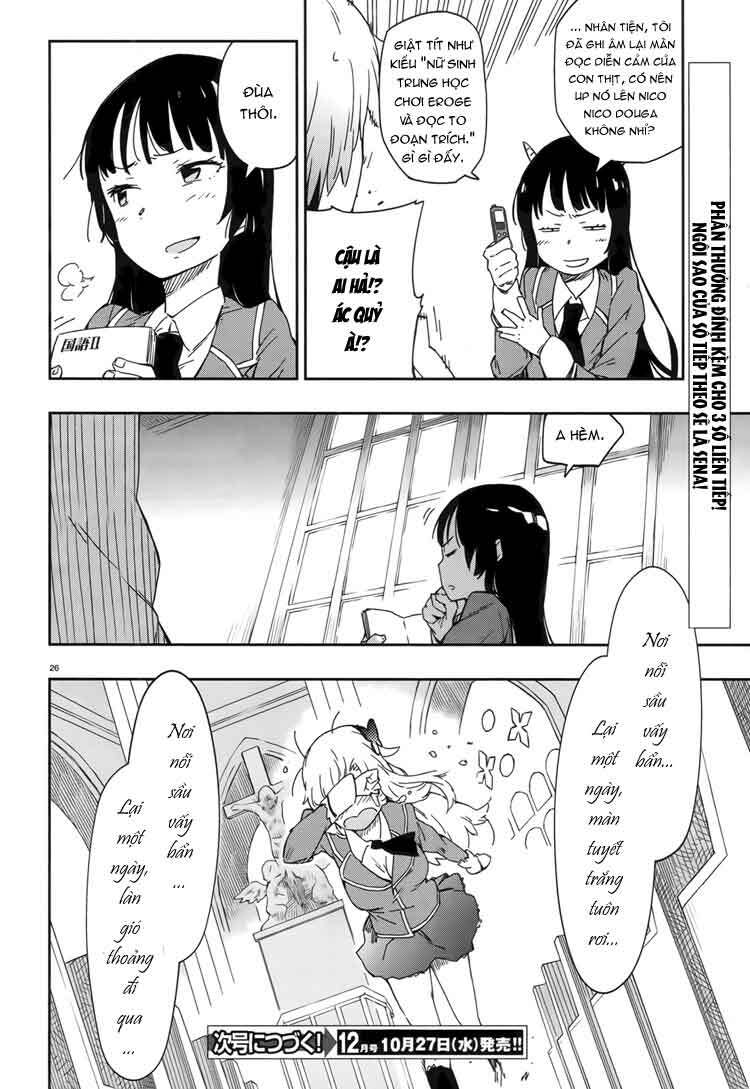 ... NHÂN TIỆN, TÔI
ĐÃ GHI ÂM LẠI MÀN
ĐỌC DIỄN CẢM CỦA
CON THỊT, CÓ NÊN
UP NÓ LÊN NICO
NICO DOUGA
KHÔNG NHỈ?
GIẬT TÍT NHƯ
KIỂU "NỮ SINH
TRUNG HỌC
CHƠI EROGE
VÀ ĐỌC TO
ĐOẠN TRÍCH."
GÌ GÌ ĐẤY.
CẬU LÀ
AI HẢ!?
ÁC QUỶ
À!?
ĐÙA
THÔI.
国語II
PHẦN THƯỞNG ĐÍNH KÈM CHO 3 SỐ LIÊN TIẾP!
NGÔI SAO CỦA SỐ TIẾP THEO SẼ LÀ SENA!
A HÈM.
26
Nơi
nỗi sầu
vấy
bẩn...
Lại
một
ngày,
màn
tuyết
trắng
tuôn
rơi...
Nơi nỗi
sầu vấy
bẩn
...
Lại
một
ngày,
làn
gió
thoảng
đi
qua
...
次号につづく! 12月号 10月27日(水)発売!!